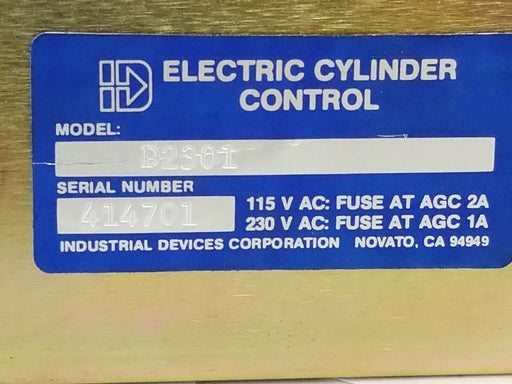 ELECTRIC CYLINDER
CONTROL
MODEL:
B2301
SERIAL NUMBER
414701
115 V AC: FUSE AT AGC 2A
230 V AC: FUSE AT AGC 1A
INDUSTRIAL DEVICES CORPORATION NOVATO, CA 94949